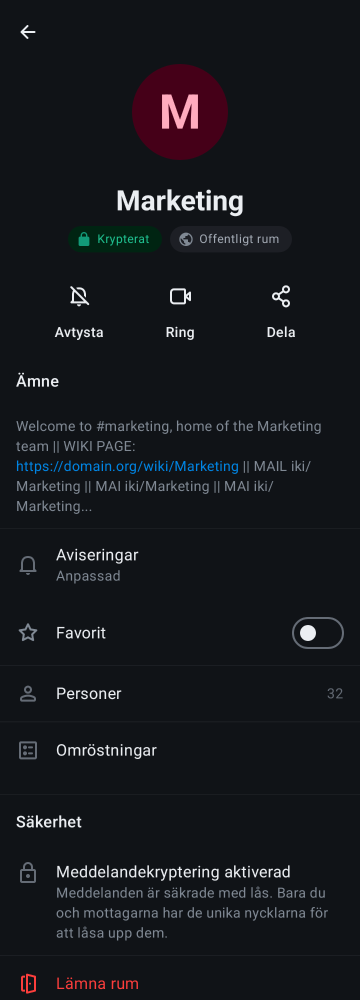 M
Marketing
Krypterat
Offentligt rum
Avtysta
Ring
Dela
Ämne
Welcome to #marketing, home of the Marketing
team || WIKI PAGE:
https://domain.org/wiki/Marketing || MAIL iki/
Marketing || MAI iki/Marketing || MAI iki/
Marketing...
Aviseringar
Anpassad
Favorit
Personer
32
Omröstningar
Säkerhet
Meddelandekryptering aktiverad
Meddelanden är säkrade med lås. Bara du
och mottagarna har de unika nycklarna för
att låsa upp dem.
Lämna rum